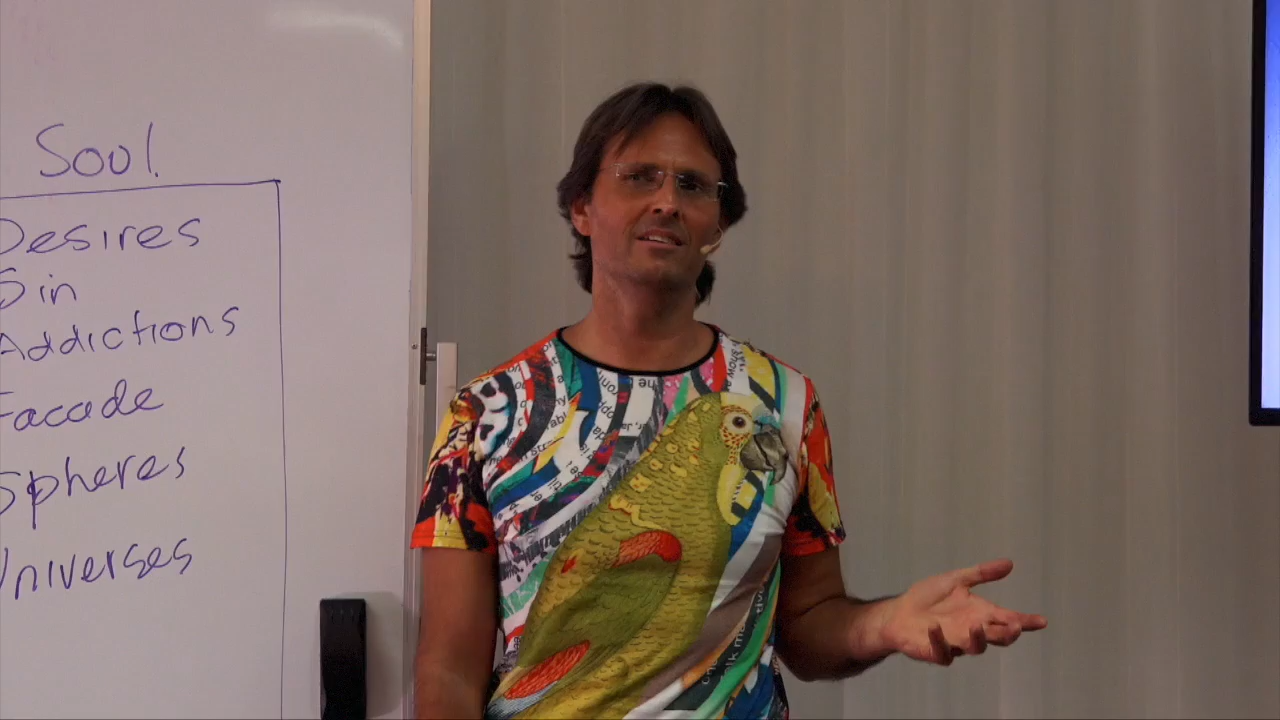 Soul
Desires
Sin
Addictions
Facade
Spheres
Universes